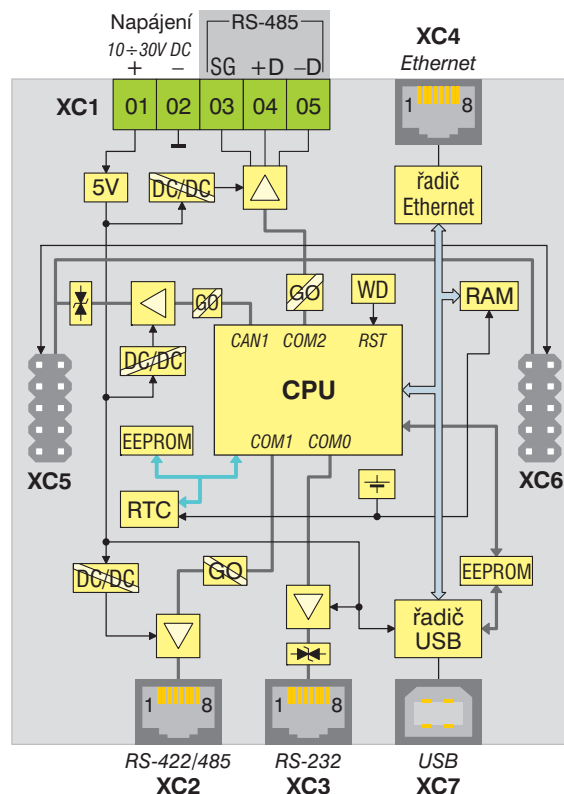 Napájení
10÷30V DC
+ −
RS-485
SG +D −D
XC4
Ethernet
XC1
01 02 03 04 05
1 8
5V
DC/DC
řadič
Ethernet
GO
WD
RAM
GO
DC/DC
CAN1 COM2 RST
CPU
COM1 COM0
EEPROM
RTC
XC5
XC6
DC/DC
GO
EEPROM
řadič
USB
1 8
1 8
RS-422/485
XC2
RS-232
XC3
USB
XC7